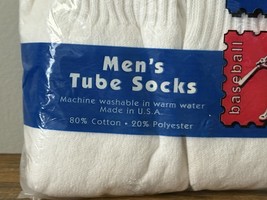 Men's
Tube Socks
Machine washable in warm water
Made in U.S.A.
80% Cotton • 20% Polyester
baseball